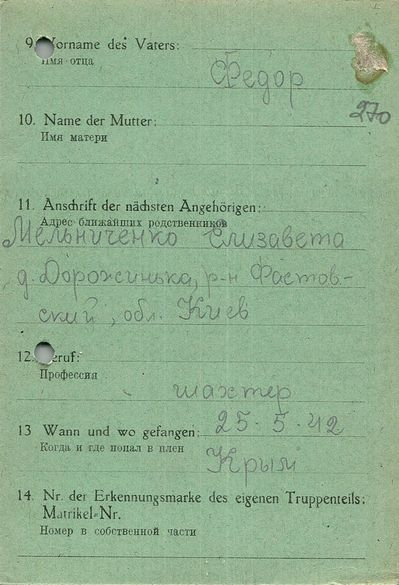 9. Vorname des Vaters:
Имя отца
Федор
270
10. Name der Mutter:
Имя матери
11. Anschrift der nächsten Angehörigen:
Адрес ближайших родственников
Мельниченко Елизавета
д. Дорожинька, р-н Фастов-
ский, обл. Киев
12. Beruf:
Профессия
шахтер
13 Wann und wo gefangen: 25·5·42
Когда и где попал в плен
Крым
14. Nr. der Erkennungsmarke des eigenen Truppenteils:
Matrikel-Nr.
Номер в собственной части